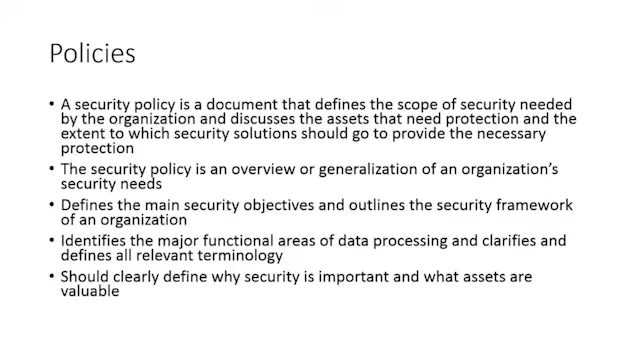 Policies
• A security policy is a document that defines the scope of security needed
by the organization and discusses the assets that need protection and the
extent to which security solutions should go to provide the necessary
protection
• The security policy is an overview or generalization of an organization's
security needs
• Defines the main security objectives and outlines the security framework
of an organization
• Identifies the major functional areas of data processing and clarifies and
defines all relevant terminology
• Should clearly define why security is important and what assets are
valuable